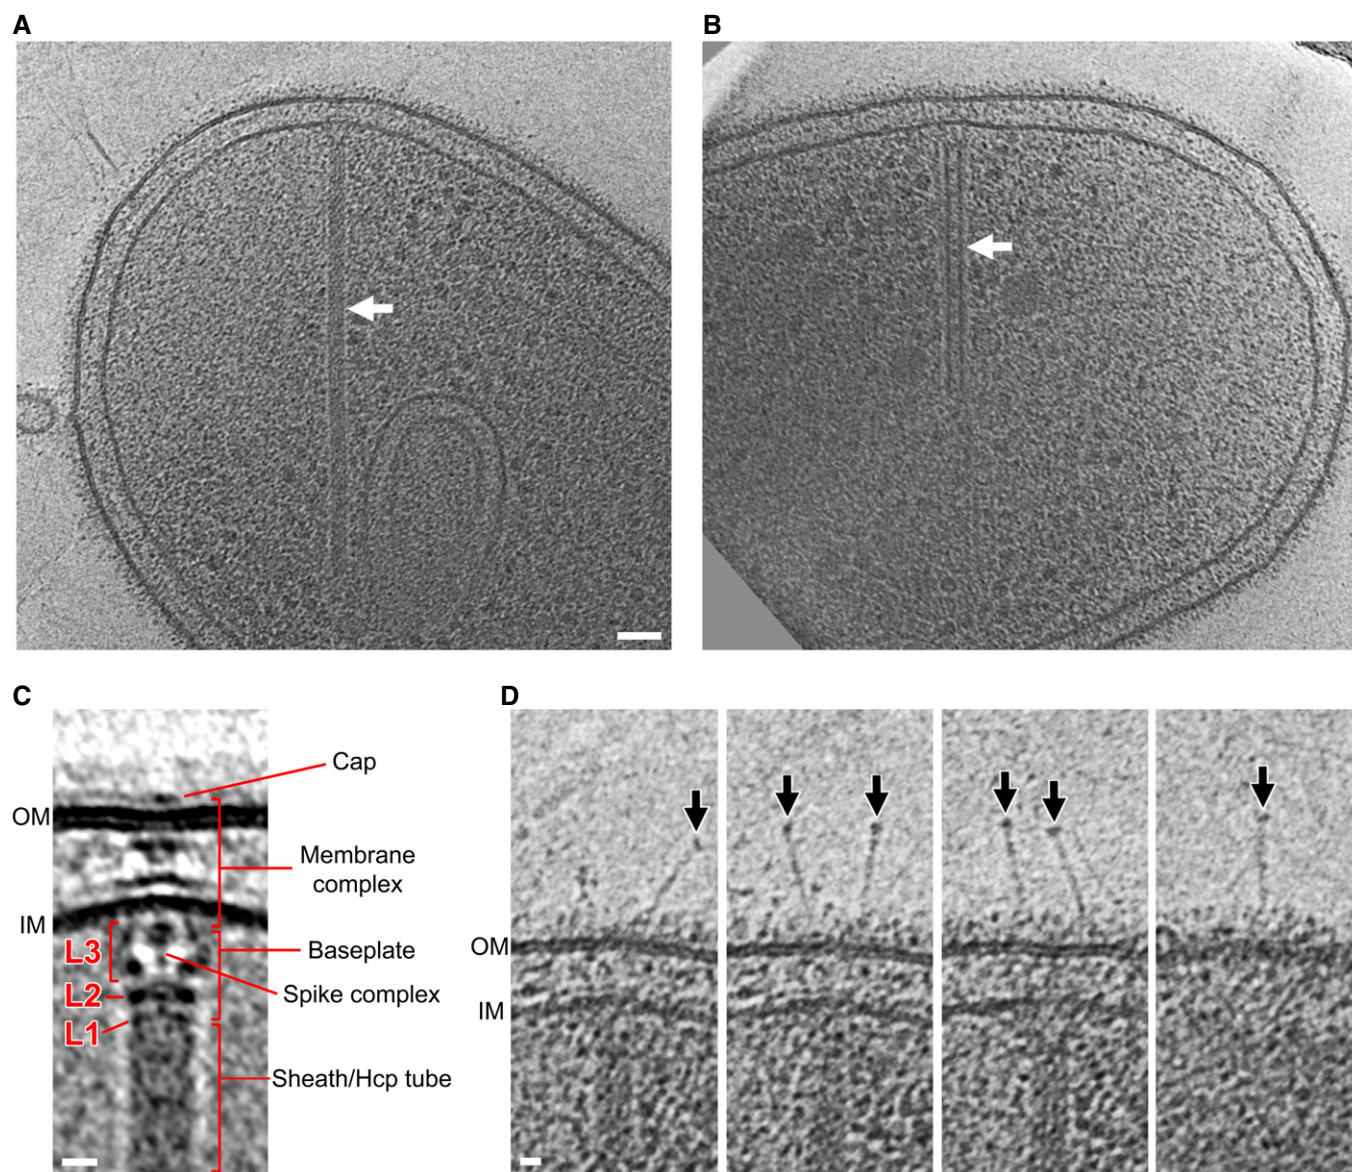 A
B
C
D
Cap
OM
Membrane
complex
IM
L3
Baseplate
Spike complex
L2
L1
Sheath/Hcp tube
OM
IM